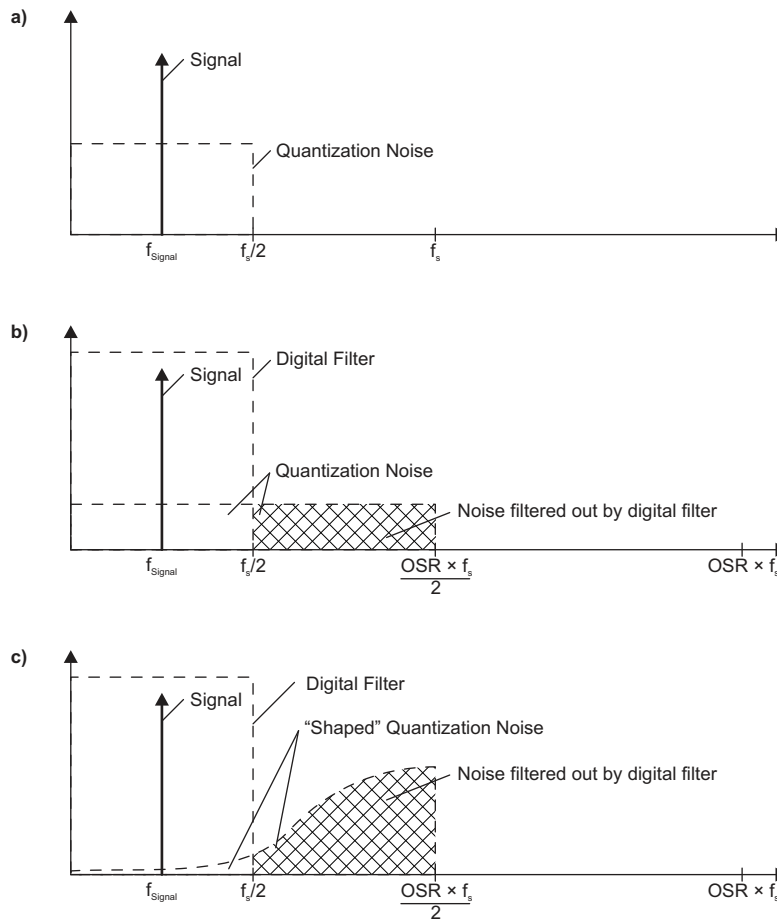 a)
Signal
Quantization Noise
fSignal
fs/2
fs
b)
Digital Filter
Signal
Quantization Noise
Noise filtered out by digital filter
fSignal
fs/2
OSR × fs
2
OSR × fs
c)
Digital Filter
Signal
“Shaped” Quantization Noise
Noise filtered out by digital filter
fSignal
fs/2
OSR × fs
2
OSR × fs